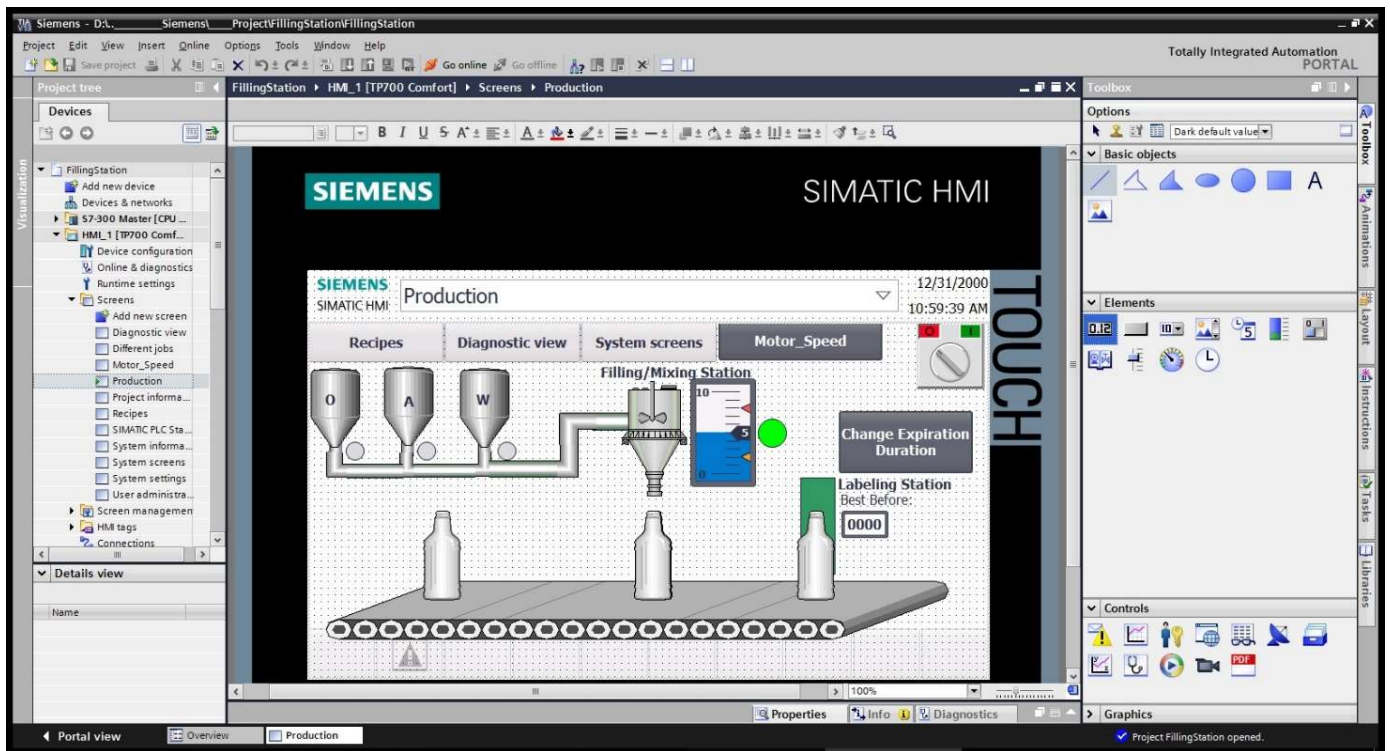 Siemens - D:\.________Siemens\____Project\FillingStation\FillingStation
Project Edit View Insert Online Options Tools Window Help
Totally Integrated Automation
PORTAL
Save project
Go online
Go offline
Project tree
FillingStation ▸ HMI_1 [TP700 Comfort] ▸ Screens ▸ Production
Toolbox
Devices
Options
B I U S A
Dark default value
Visualization
FillingStation
Add new device
Devices & networks
S7-300 Master [CPU ...
HMI_1 [TP700 Comf...
Device configuration
Online & diagnostics
Runtime settings
Screens
Add new screen
Diagnostic view
Different jobs
Motor_Speed
Production
Project informa...
Recipes
SIMATIC PLC Sta...
System informa...
System screens
System settings
User administra...
Screen managemen
HMI tags
Connections
Details view
Name
SIEMENS
SIMATIC HMI
TOUCH
SIEMENS
SIMATIC HMI
Production
12/31/2000
10:59:39 AM
Recipes
Diagnostic view
System screens
Motor_Speed
O I
Filling/Mixing Station
O
A
W
10
5
0
Change Expiration
Duration
Labeling Station
Best Before:
0000
100%
Properties
Info
Diagnostics
Basic objects
A
Elements
0.12
10
5
Controls
PDF
Graphics
Toolbox
Animations
Layout
Instructions
Tasks
Libraries
Portal view
Overview
Production
Project FillingStation opened.